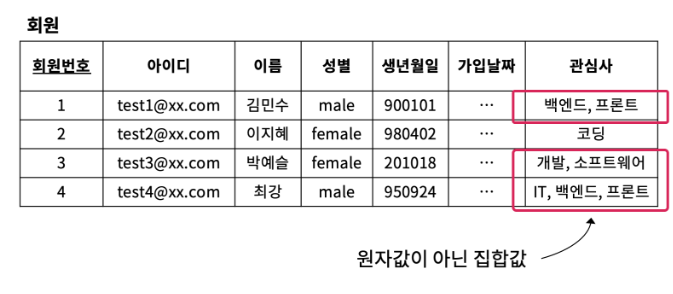 회원
회원번호 아이디 이름 성별 생년월일 가입날짜 관심사
1 test1@xx.com 김민수 male 900101 ... 백엔드, 프론트
2 test2@xx.com 이지혜 female 980402 ... 코딩
3 test3@xx.com 박예슬 female 201018 ... 개발, 소프트웨어
4 test4@xx.com 최강 male 950924 ... IT, 백엔드, 프론트
원자값이 아닌 집합값